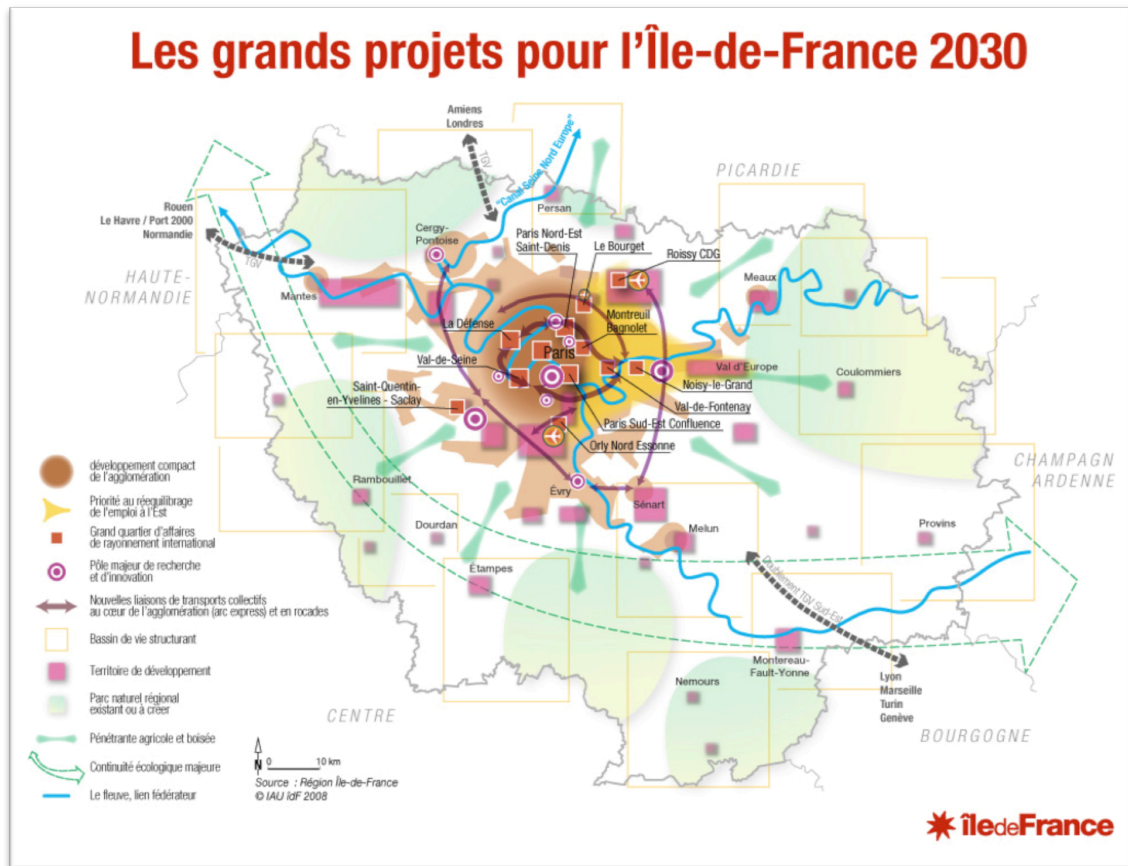 Les grands projets pour l'Île-de-France 2030
Amiens
Londres
TGV
"Canal Seine Nord Europe"
PICARDIE
Rouen
Le Havre / Port 2000
Normandie
TGV
HAUTE-
NORMANDIE
Persan
Cergy-
Pontoise
Paris Nord-Est
Saint-Denis
Le Bourget
Roissy CDG
Meaux
Mantes
Montreuil
Bagnolet
La Défense
Paris
Val-de-Seine
Val d'Europe
Coulommiers
Saint-Quentin-
en-Yvelines - Saclay
Noisy-le-Grand
Val-de-Fontenay
Paris Sud-Est Confluence
Orly Nord Essonne
CHAMPAGN
ARDENNE
Rambouillet
Évry
Sénart
Dourdan
Melun
Provins
Étampes
Doublement TGV Sud-Est
Montereau-
Fault-Yonne
Nemours
Lyon
Marseille
Turin
Genève
CENTRE
BOURGOGNE
développement compact
de l'agglomération
Priorité au rééquilibrage
de l'emploi à l'Est
Grand quartier d'affaires
de rayonnement international
Pôle majeur de recherche
et d'innovation
Nouvelles liaisons de transports collectifs
au cœur de l'agglomération (arc express) et en rocades
Bassin de vie structurant
Territoire de développement
Parc naturel régional
existant ou à créer
Pénétrante agricole et boisée
Continuité écologique majeure
Le fleuve, lien fédérateur
N
0 10 km
Source : Région Île-de-France
© IAU îdF 2008
île de France